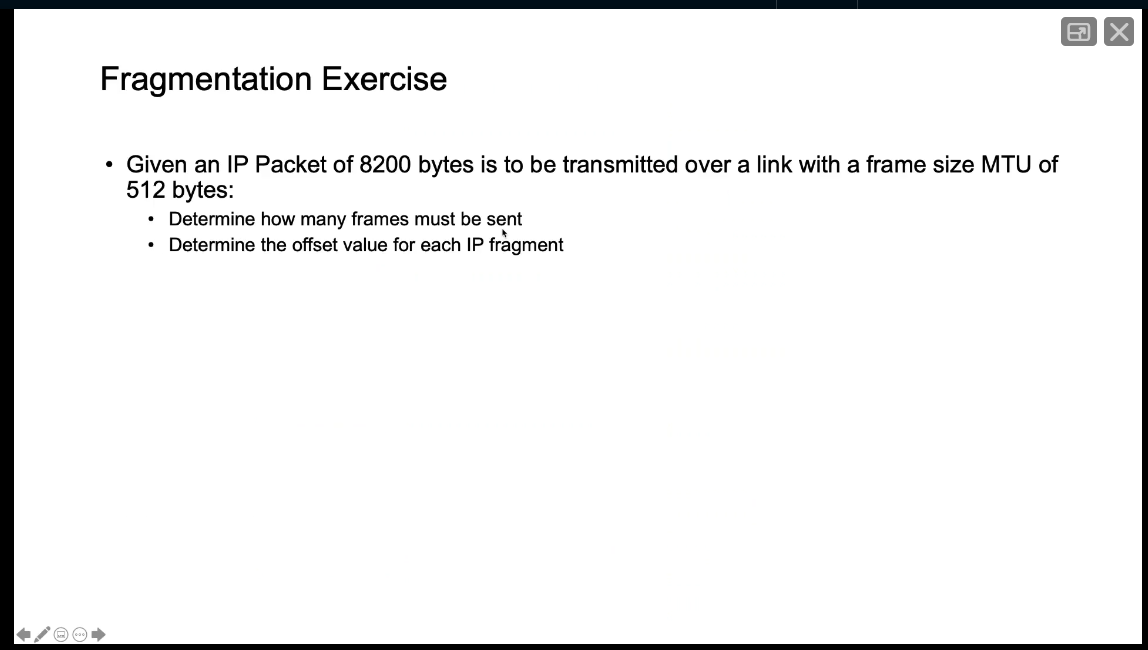 Fragmentation Exercise
• Given an IP Packet of 8200 bytes is to be transmitted over a link with a frame size MTU of
512 bytes:
• Determine how many frames must be sent
• Determine the offset value for each IP fragment